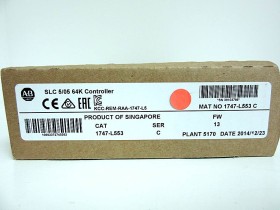 AB
SLC 5/05 64K Controller
KCC-REM-RAA-1747-L5
MAT NO 1747-L553 C
PRODUCT OF SINGAPORE
FW
CAT
SER
13
1747-L553
C
PLANT 5170 DATE 2014/12/23